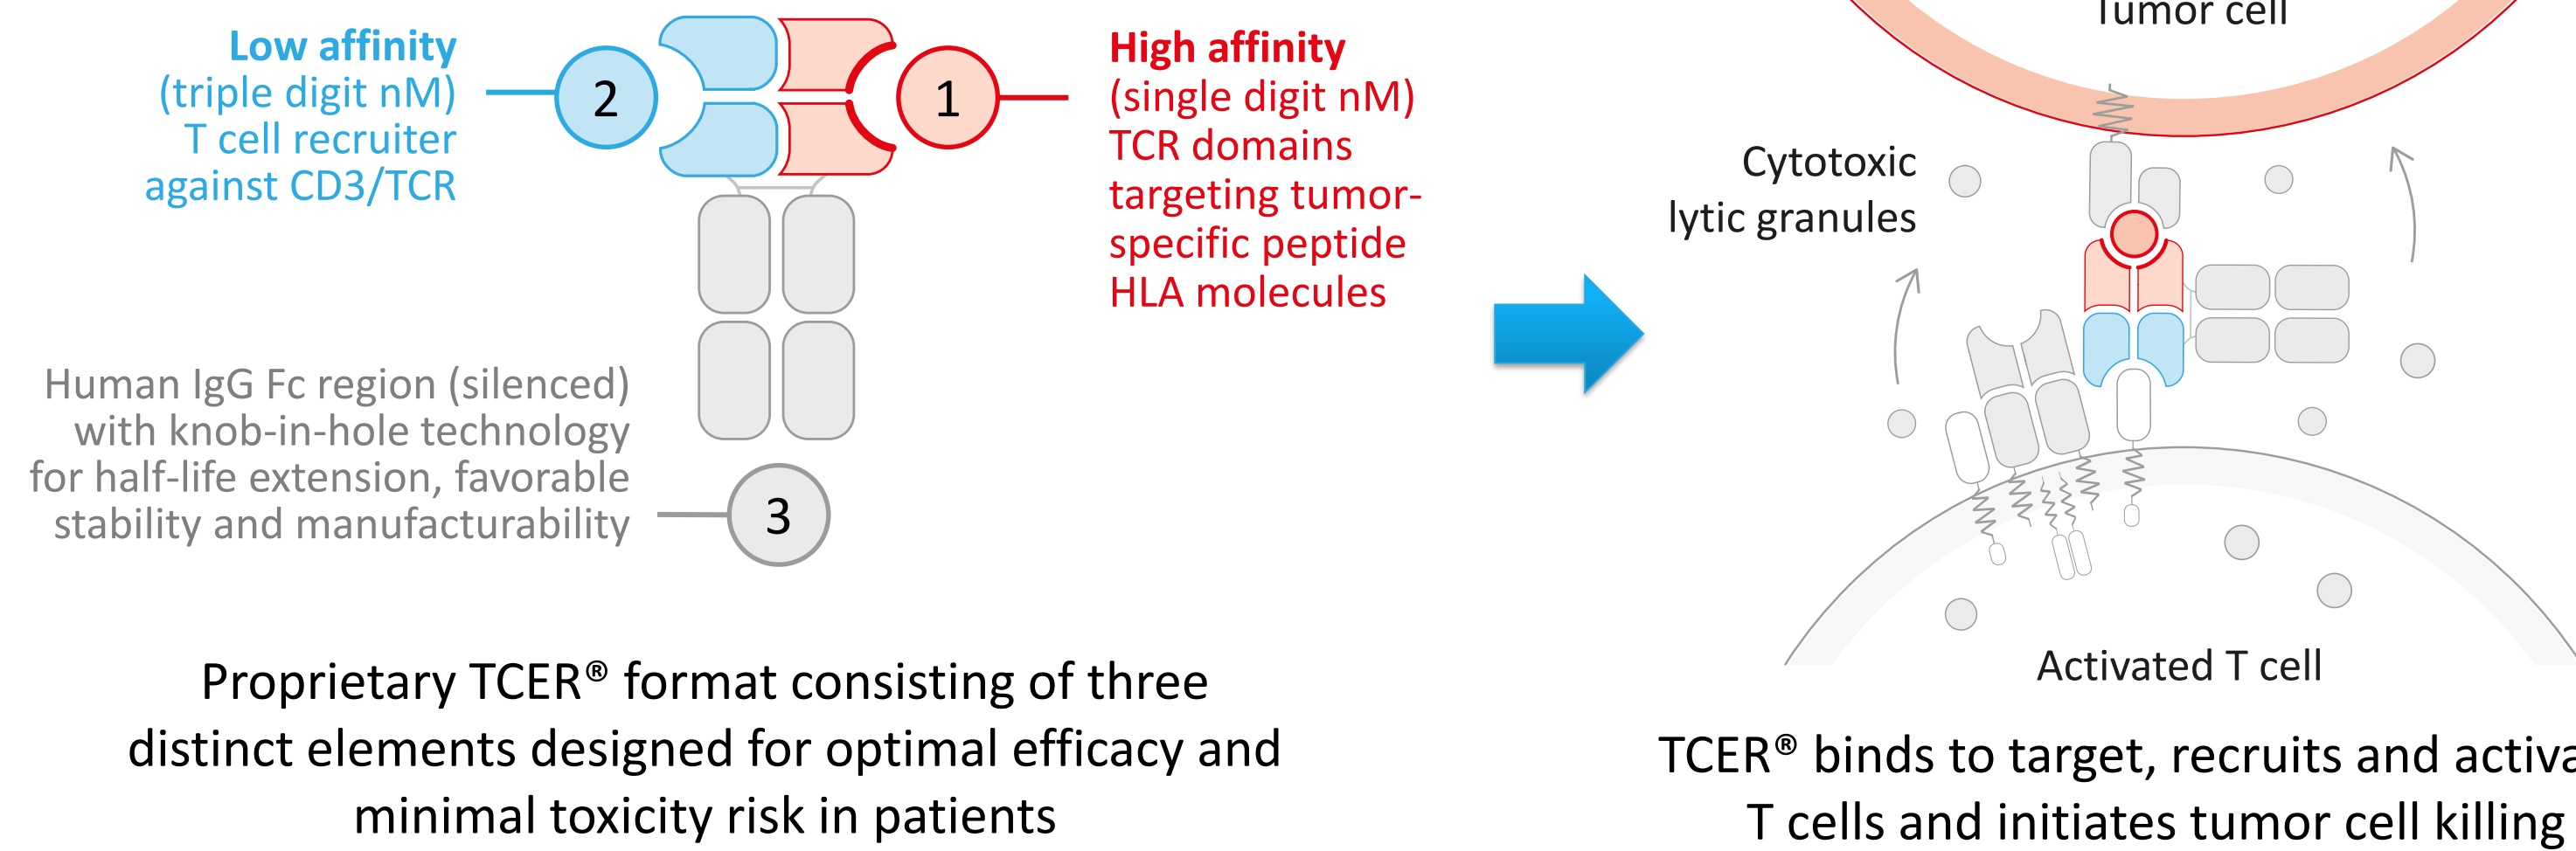 Low affinity
(triple digit nM)
T cell recruiter
against CD3/TCR
2
1
High affinity
(single digit nM)
TCR domains
targeting tumor-
specific peptide
HLA molecules
Human IgG Fc region (silenced)
with knob-in-hole technology
for half-life extension, favorable
stability and manufacturability
3
Proprietary TCER® format consisting of three
distinct elements designed for optimal efficacy and
minimal toxicity risk in patients
Tumor cell
Cytotoxic
lytic granules
Activated T cell
TCER® binds to target, recruits and activa
T cells and initiates tumor cell killing